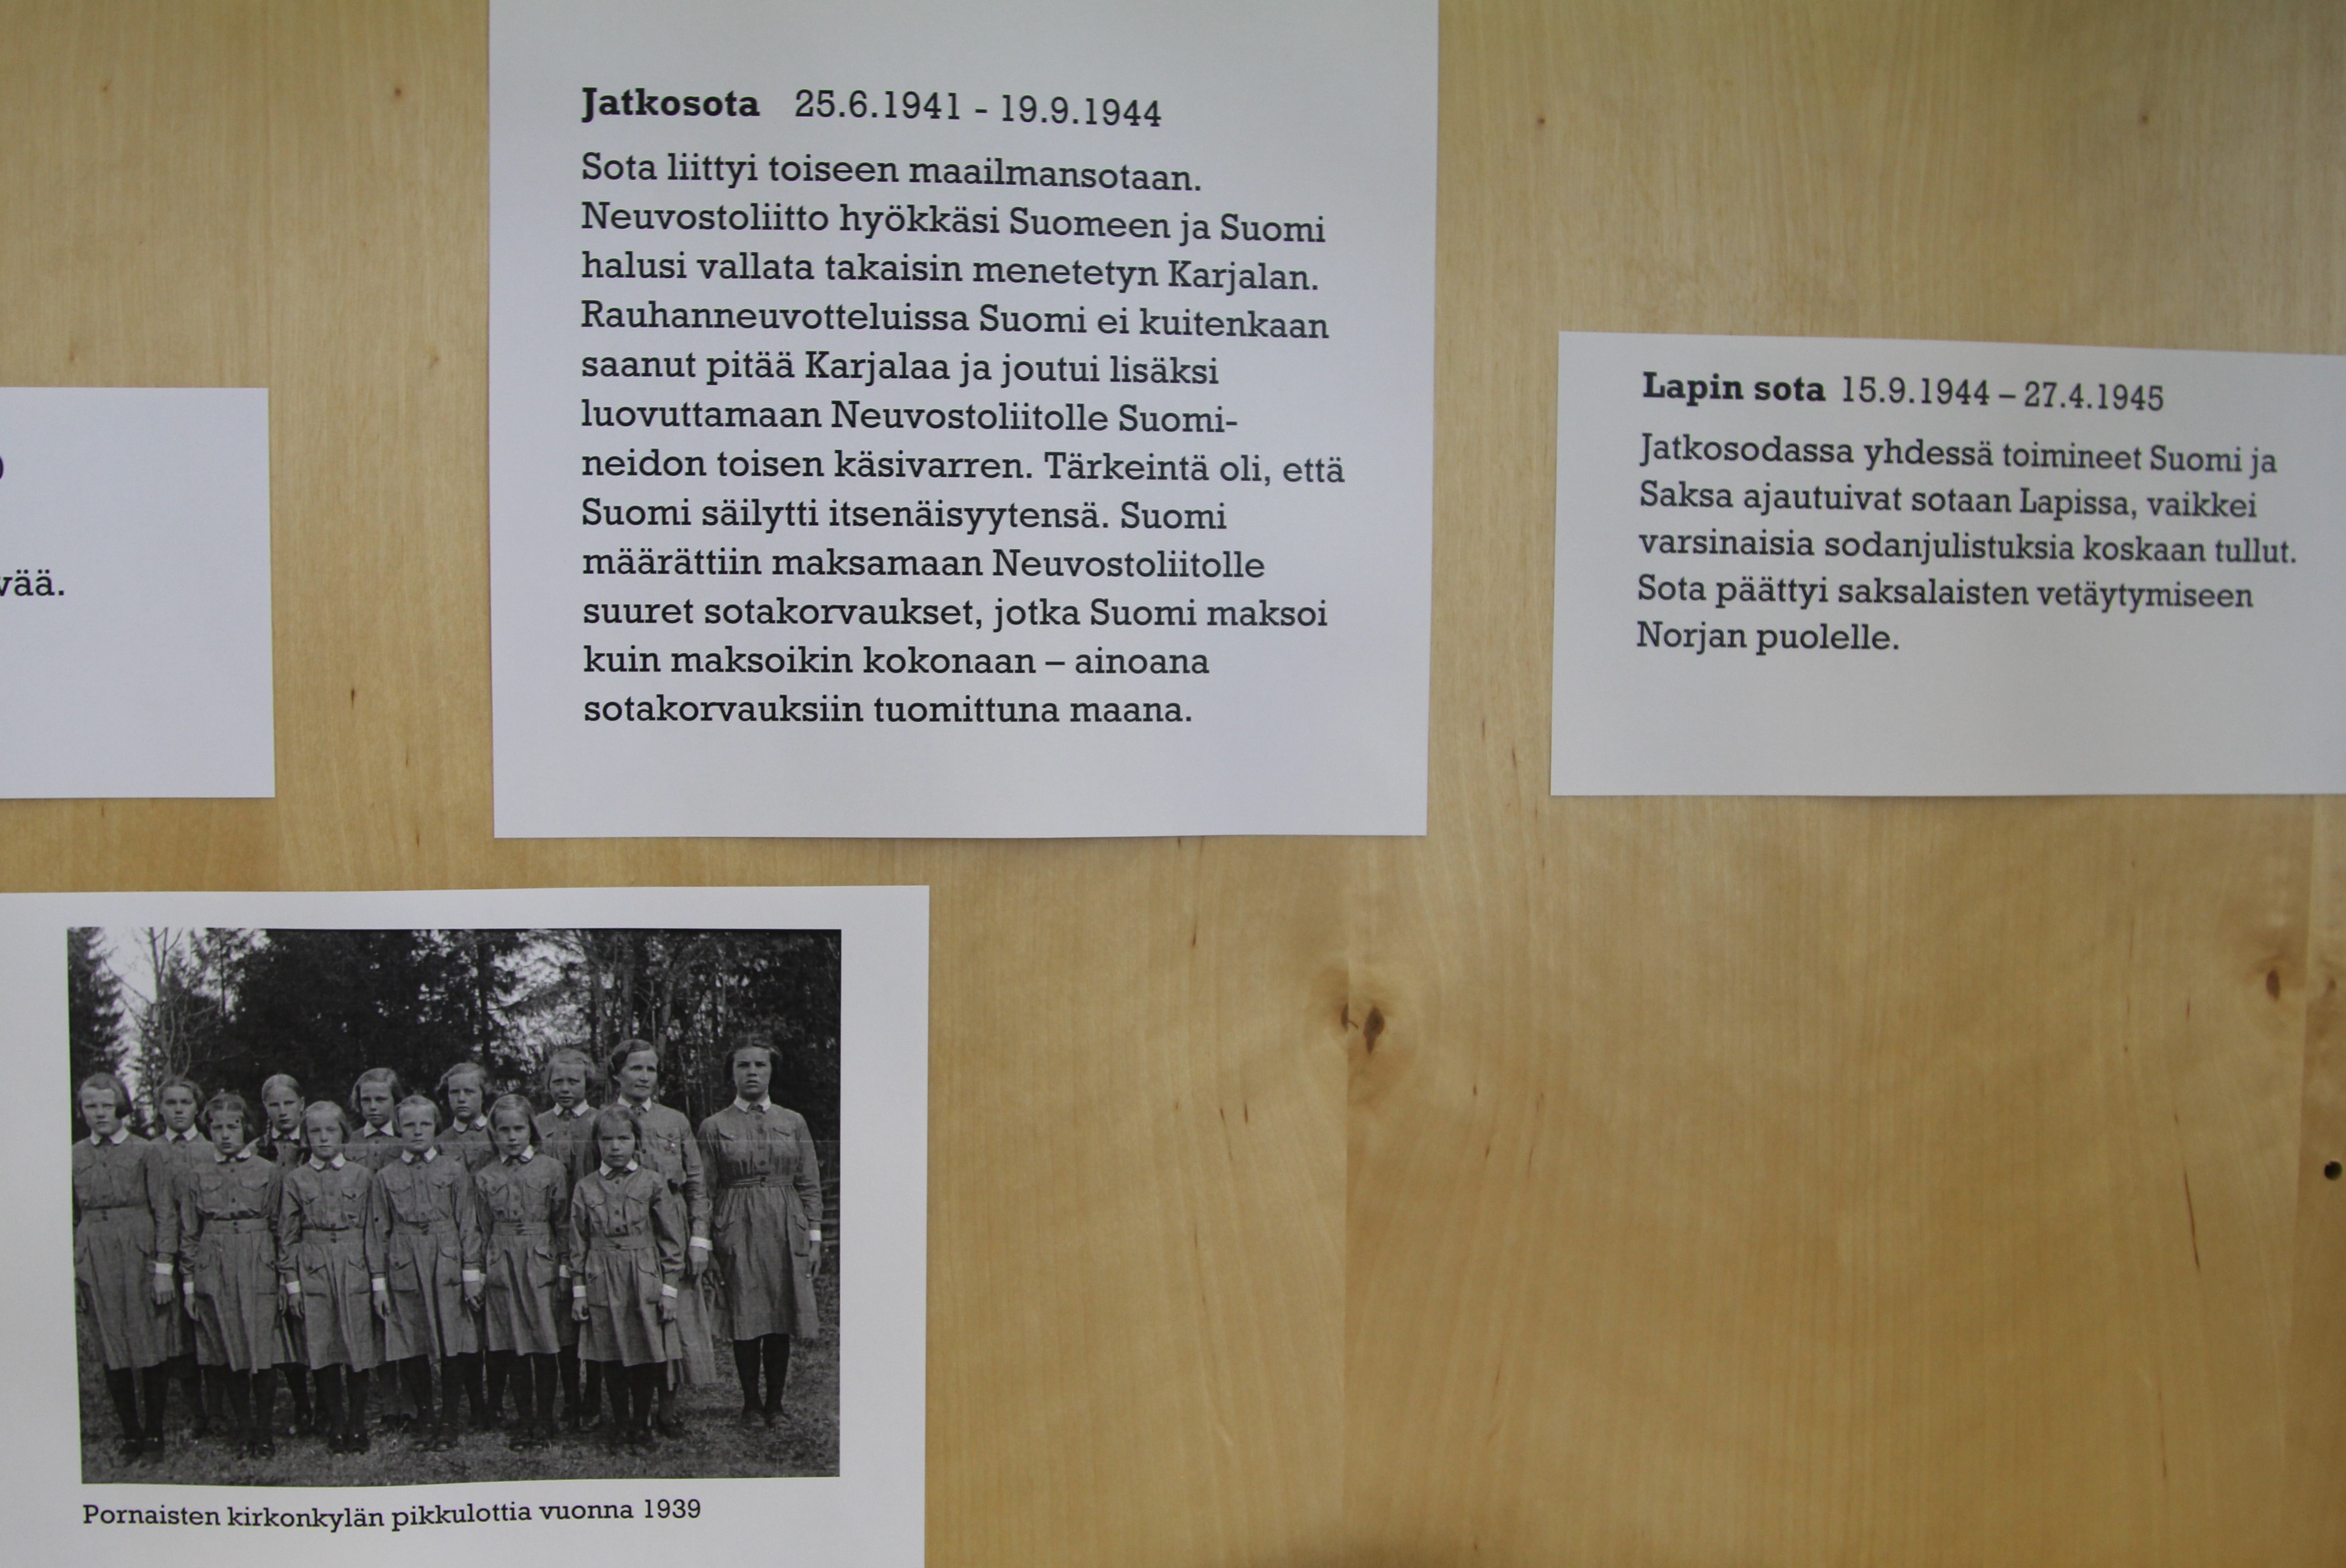 vää.
Jatkosota 25.6.1941 - 19.9.1944
Sota liittyi toiseen maailmansotaan.
Neuvostoliitto hyökkäsi Suomeen ja Suomi
halusi vallata takaisin menetetyn Karjalan.
Rauhanneuvotteluissa Suomi ei kuitenkaan
saanut pitää Karjalaa ja joutui lisäksi
luovuttamaan Neuvostoliitolle Suomi-
neidon toisen käsivarren. Tärkeintä oli, että
Suomi säilytti itsenäisyytensä. Suomi
määrättiin maksamaan Neuvostoliitolle
suuret sotakorvaukset, jotka Suomi maksoi
kuin maksoikin kokonaan – ainoana
sotakorvauksiin tuomittuna maana.
Lapin sota 15.9.1944 – 27.4.1945
Jatkosodassa yhdessä toimineet Suomi ja
Saksa ajautuivat sotaan Lapissa, vaikkei
varsinaisia sodanjulistuksia koskaan tullut.
Sota päättyi saksalaisten vetäytymiseen
Norjan puolelle.
Pornaisten kirkonkylän pikkulottia vuonna 1939